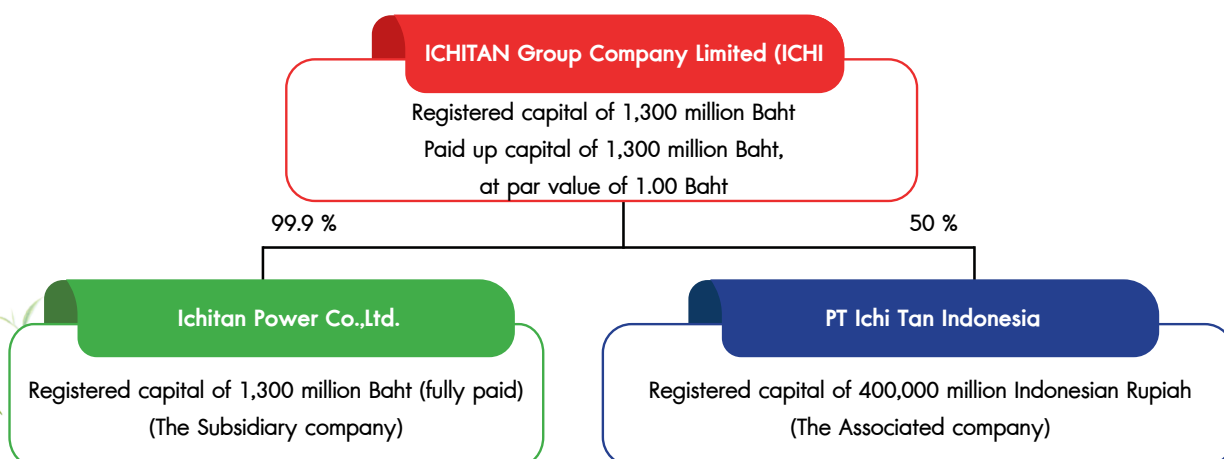 ICHITAN Group Company Limited (ICHI
Registered capital of 1,300 million Baht
Paid up capital of 1,300 million Baht,
at par value of 1.00 Baht
99.9 %
50 %
Ichitan Power Co.,Ltd.
PT Ichi Tan Indonesia
Registered capital of 1,300 million Baht (fully paid)
(The Subsidiary company)
Registered capital of 400,000 million Indonesian Rupiah
(The Associated company)